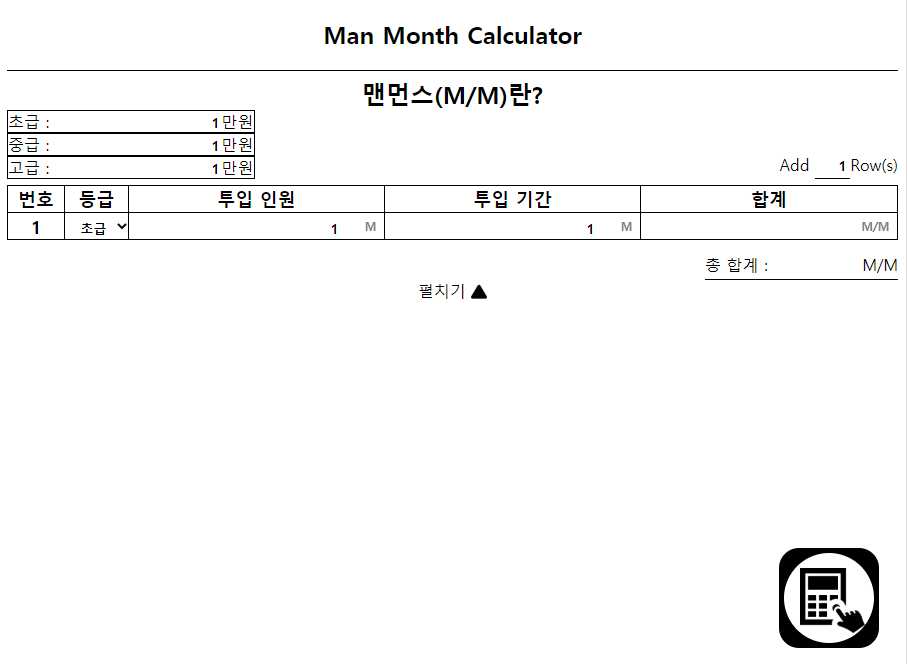 Man Month Calculator
맨먼스(M/M)란?
초급 : 1만원
중급 : 1만원
고급 : 1만원
Add 1 Row(s)
번호 등급 투입 인원 투입 기간 합계
1 초급 1 M 1 M M/M
총 합계 : M/M
펼치기 ▲